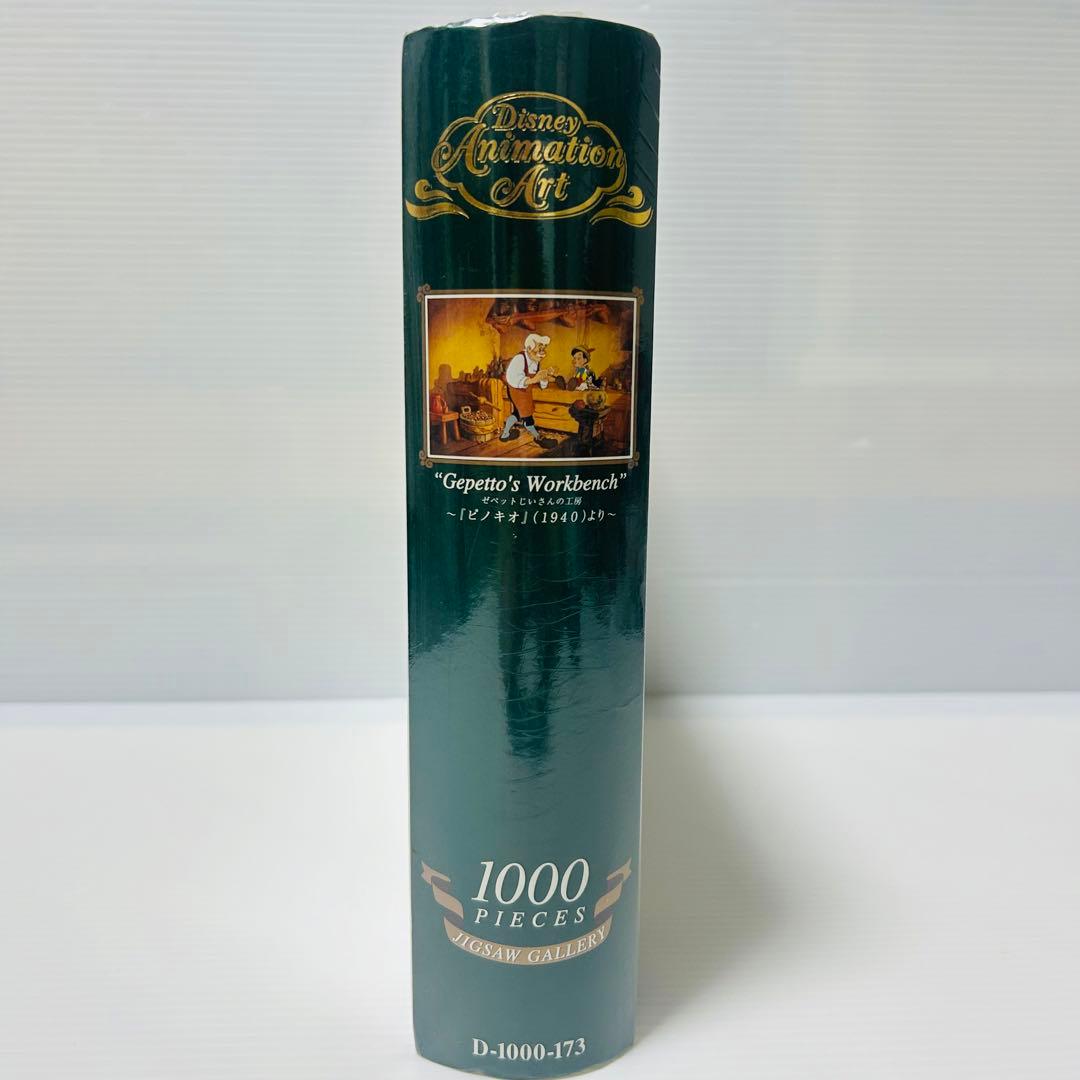 Disney
Animation
Art
“Gepetto's Workbench”
ゼペットじいさんの工房
～『ピノキオ』(1940)より～
1000
PIECES
JIGSAW GALLERY
D-1000-173